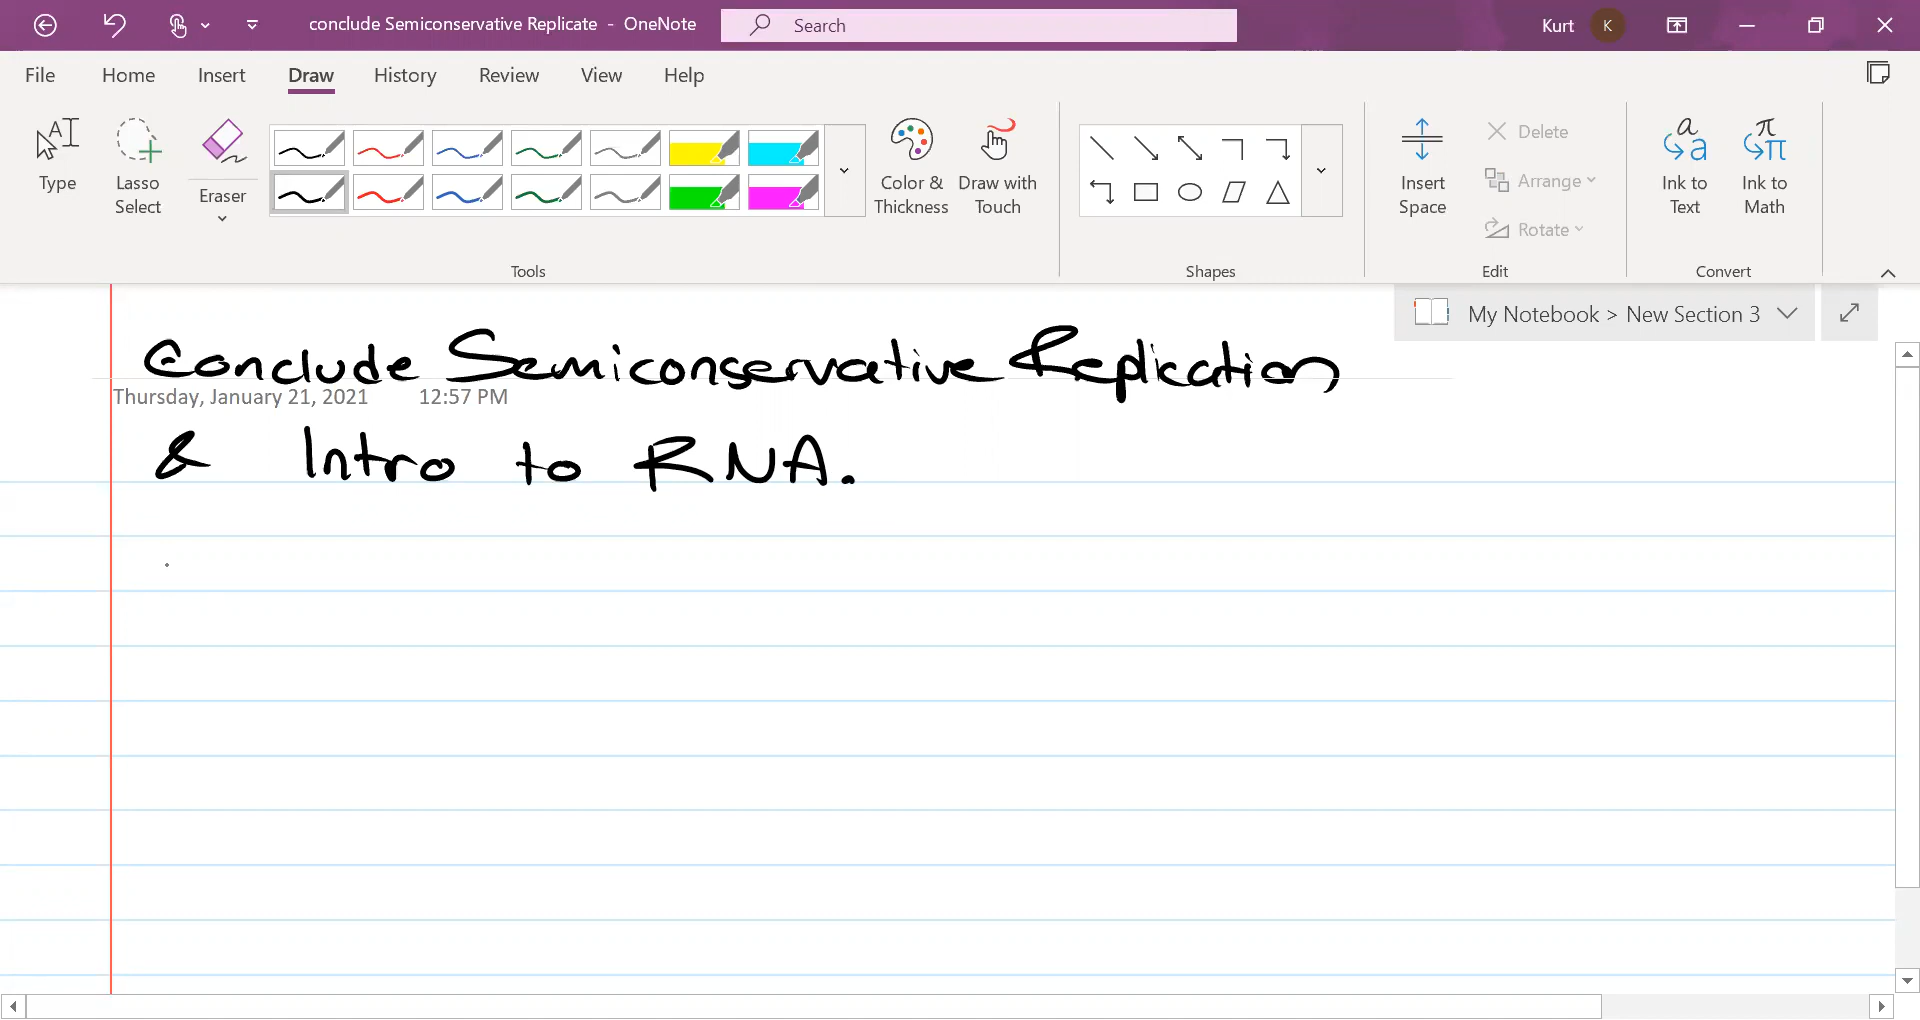 conclude Semiconservative Replicate - OneNote
Search
Kurt K
File Home Insert Draw History Review View Help
Type
Lasso Select
Eraser
Color & Thickness
Draw with Touch
Insert Space
Delete
Arrange
Rotate
Ink to Text
Ink to Math
Tools Shapes Edit Convert
My Notebook > New Section 3
Conclude Semiconservative Replication
Thursday, January 21, 2021 12:57 PM
& Intro to RNA.